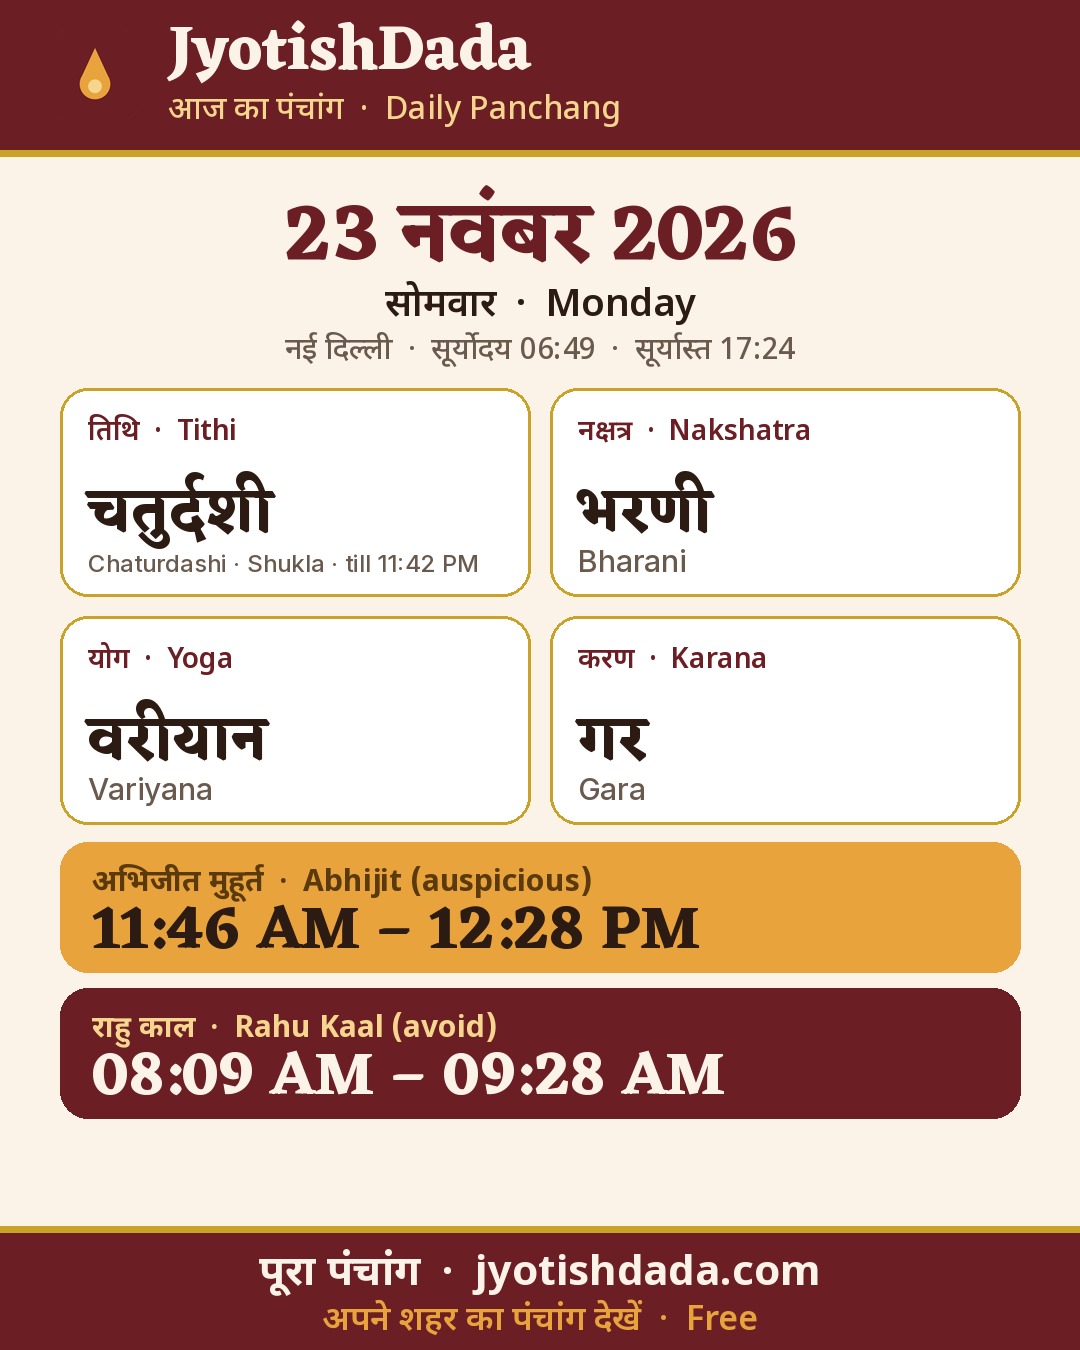 JyotishDada
आज का पंचांग · Daily Panchang
23 नवंबर 2026
सोमवार · Monday
नई दिल्ली · सूर्योदय 06:49 · सूर्यास्त 17:24
तिथि · Tithi
चतुर्दशी
Chaturdashi · Shukla · till 11:42 PM
नक्षत्र · Nakshatra
भरणी
Bharani
योग · Yoga
वरीयान
Variyana
करण · Karana
गर
Gara
अभिजीत मुहूर्त · Abhijit (auspicious)
11:46 AM – 12:28 PM
राहु काल · Rahu Kaal (avoid)
08:09 AM – 09:28 AM
पूरा पंचांग · jyotishdada.com
अपने शहर का पंचांग देखें · Free